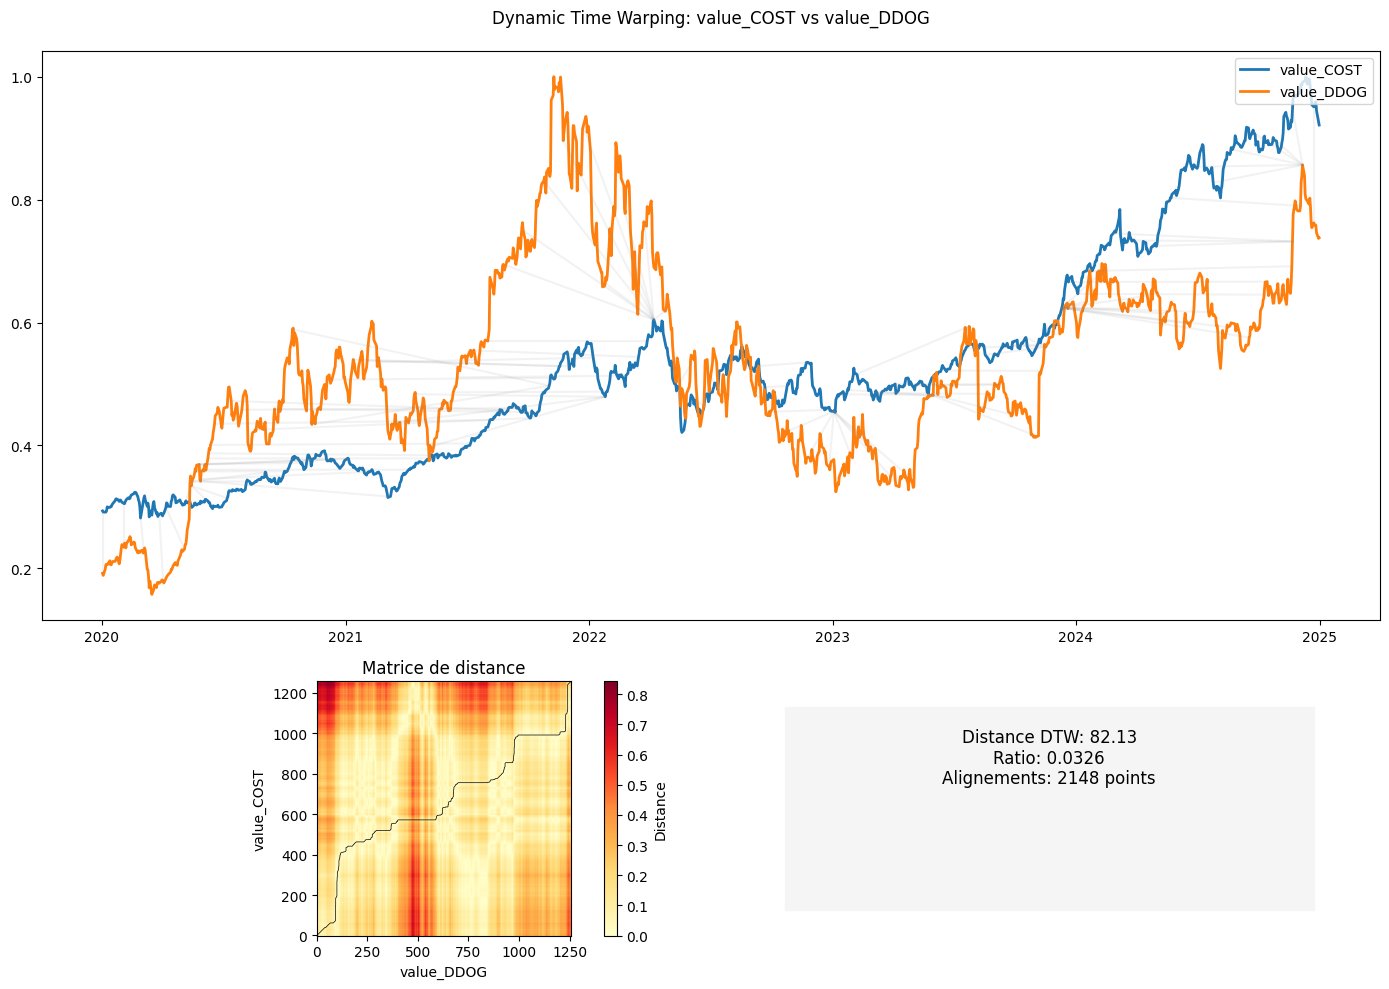 Dynamic Time Warping: value_COST vs value_DDOG
1.0
0.8
0.6
0.4
0.2
value_COST
value_DDOG
2020 2021 2022 2023 2024 2025
Matrice de distance
1200
1000
800
600
400
200
0
value_COST
0 250 500 750 1000 1250
value_DDOG
0.8
0.7
0.6
0.5
0.4
0.3
0.2
0.1
0.0
Distance
Distance DTW: 82.13
Ratio: 0.0326
Alignements: 2148 points